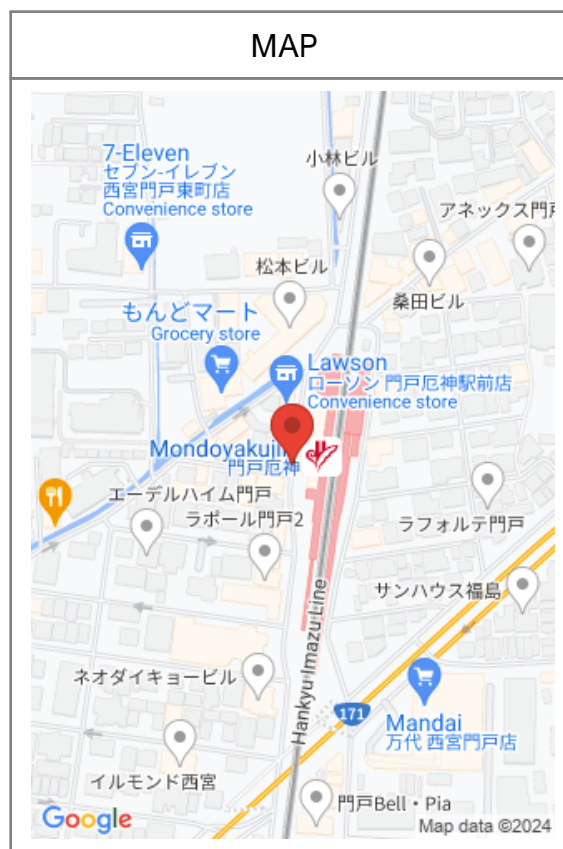 MAP
7-Eleven
セブン-イレブン
西宮門戸東町店
Convenience store
小林ビル
アネックス門戸
松本ビル
桑田ビル
もんどマート
Grocery store
Lawson
ローソン 門戸厄神駅前店
Convenience store
Mondoyakujin
門戸厄神
エーデルハイム門戸
ラポール門戸2
ラフォルテ門戸
サンハウス福島
Hankyu Imazu Line
ネオダイキョービル
171
Mandai
万代 西宮門戸店
イルモンド西宮
門戸Bell・Pia
Google
Map data ©2024